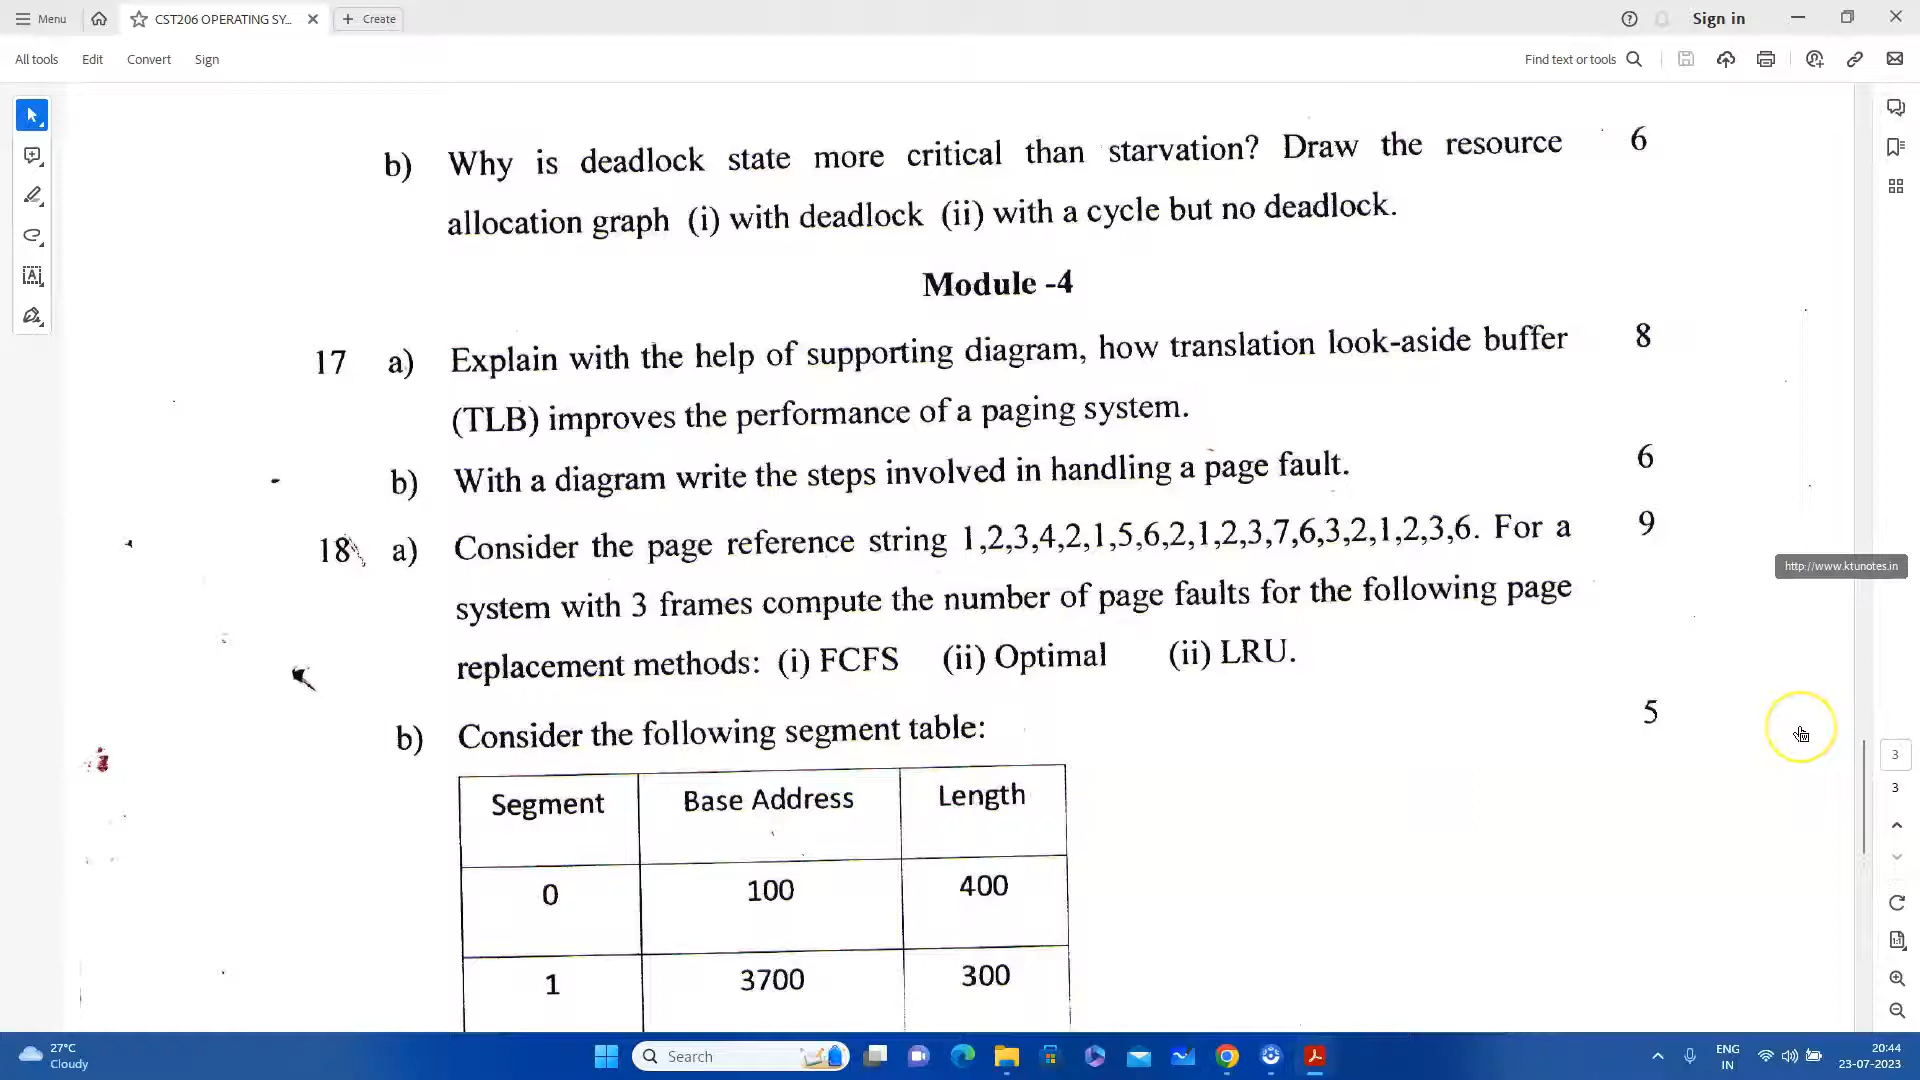 Menu
CST206 OPERATING SY...
Create
Sign in
All tools
Edit
Convert
Sign
Find text or tools
b) Why is deadlock state more critical than starvation? Draw the resource 6
allocation graph (i) with deadlock (ii) with a cycle but no deadlock.
Module -4
17 a) Explain with the help of supporting diagram, how translation look-aside buffer 8
(TLB) improves the performance of a paging system.
b) With a diagram write the steps involved in handling a page fault. 6
18 a) Consider the page reference string 1,2,3,4,2,1,5,6,2,1,2,3,7,6,3,2,1,2,3,6. For a 9
http://www.ktunotes.in
system with 3 frames compute the number of page faults for the following page
replacement methods: (i) FCFS (ii) Optimal (ii) LRU.
b) Consider the following segment table: 5
Segment Base Address Length
0 100 400
1 3700 300
3
3
27°C
Cloudy
Search
ENG
IN
20:44
23-07-2023